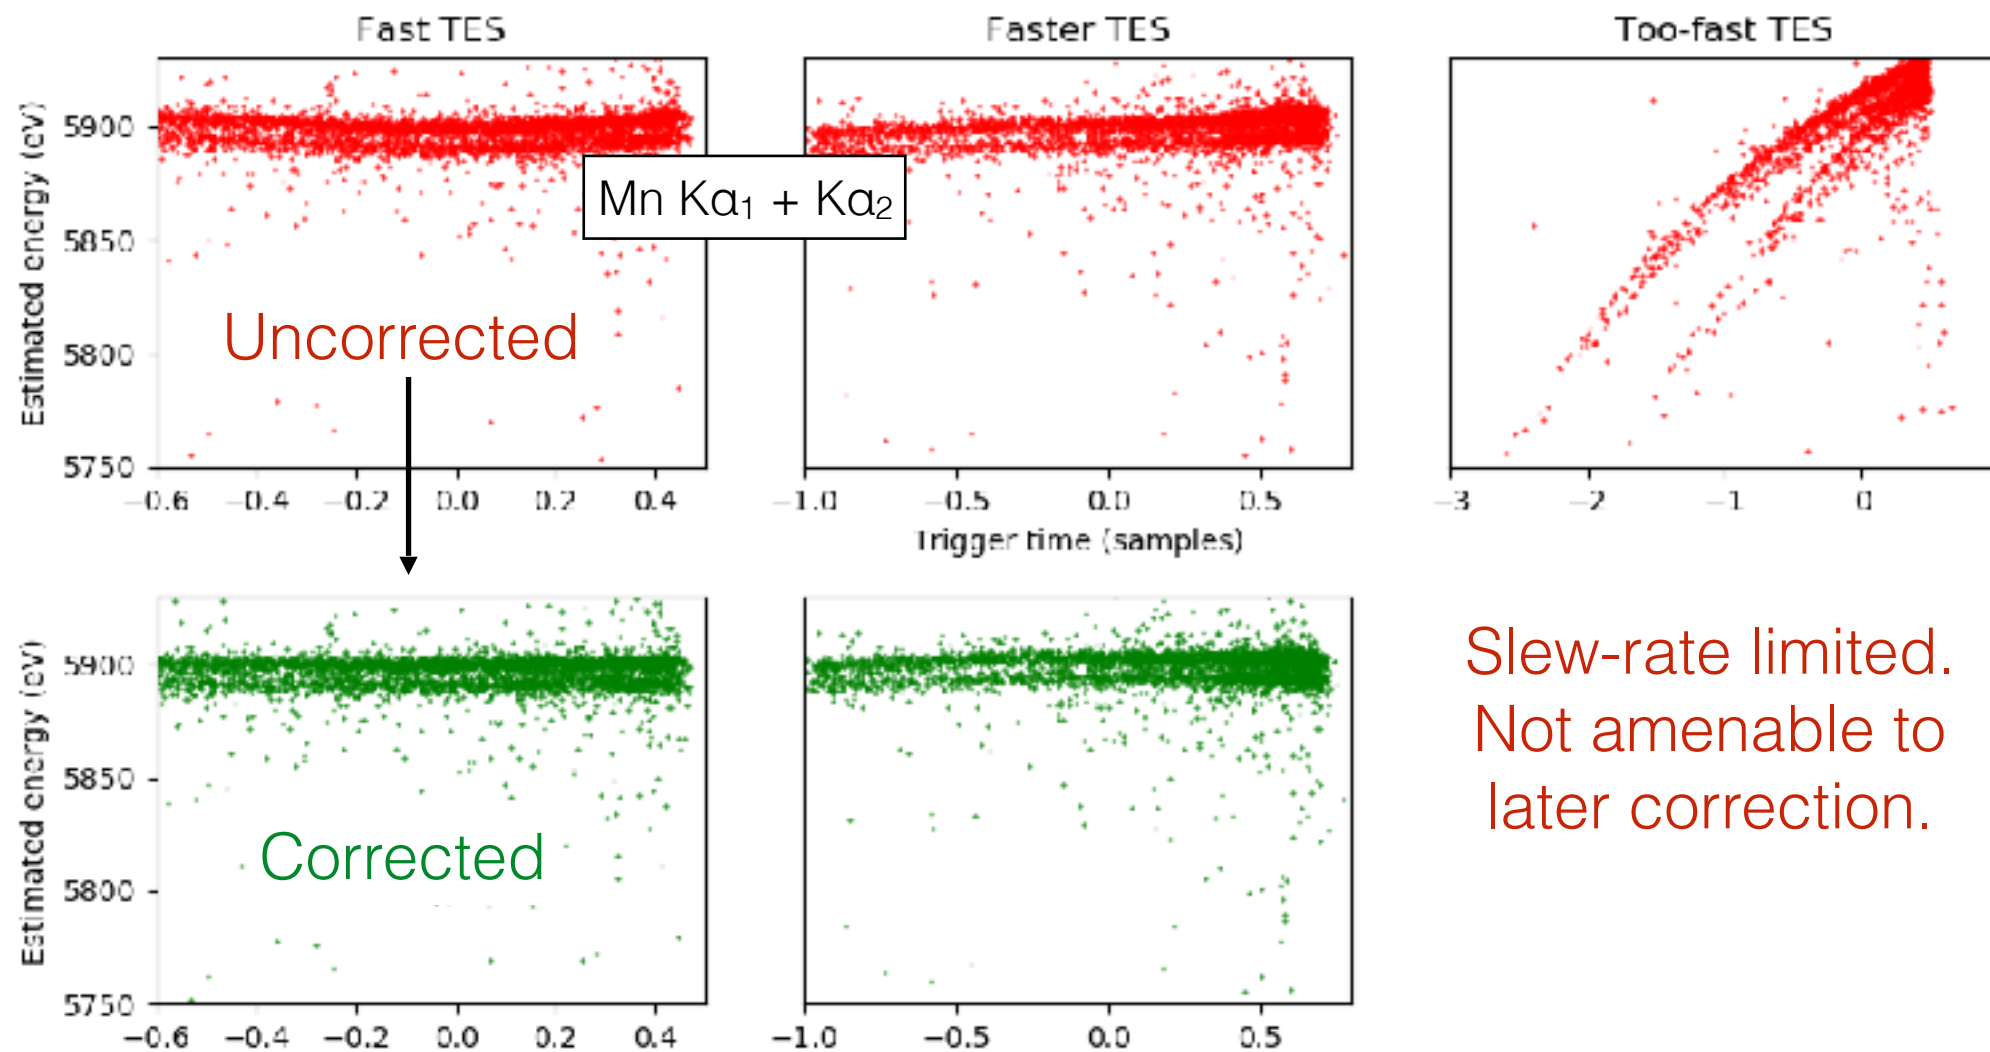 Fast TES
Faster TES
Too-fast TES
Estimated energy (eV)
5900
5850
5800
5750
Mn Kα₁ + Kα₂
Uncorrected
−0.6 −0.4 −0.2 0.0 0.2 0.4
−1.0 −0.5 0.0 0.5
−3 −2 −1 0
Trigger time (samples)
Estimated energy (eV)
5900
5850
5800
5750
Corrected
Slew-rate limited.
Not amenable to
later correction.
−0.6 −0.4 −0.2 0.0 0.2 0.4
−1.0 −0.5 0.0 0.5